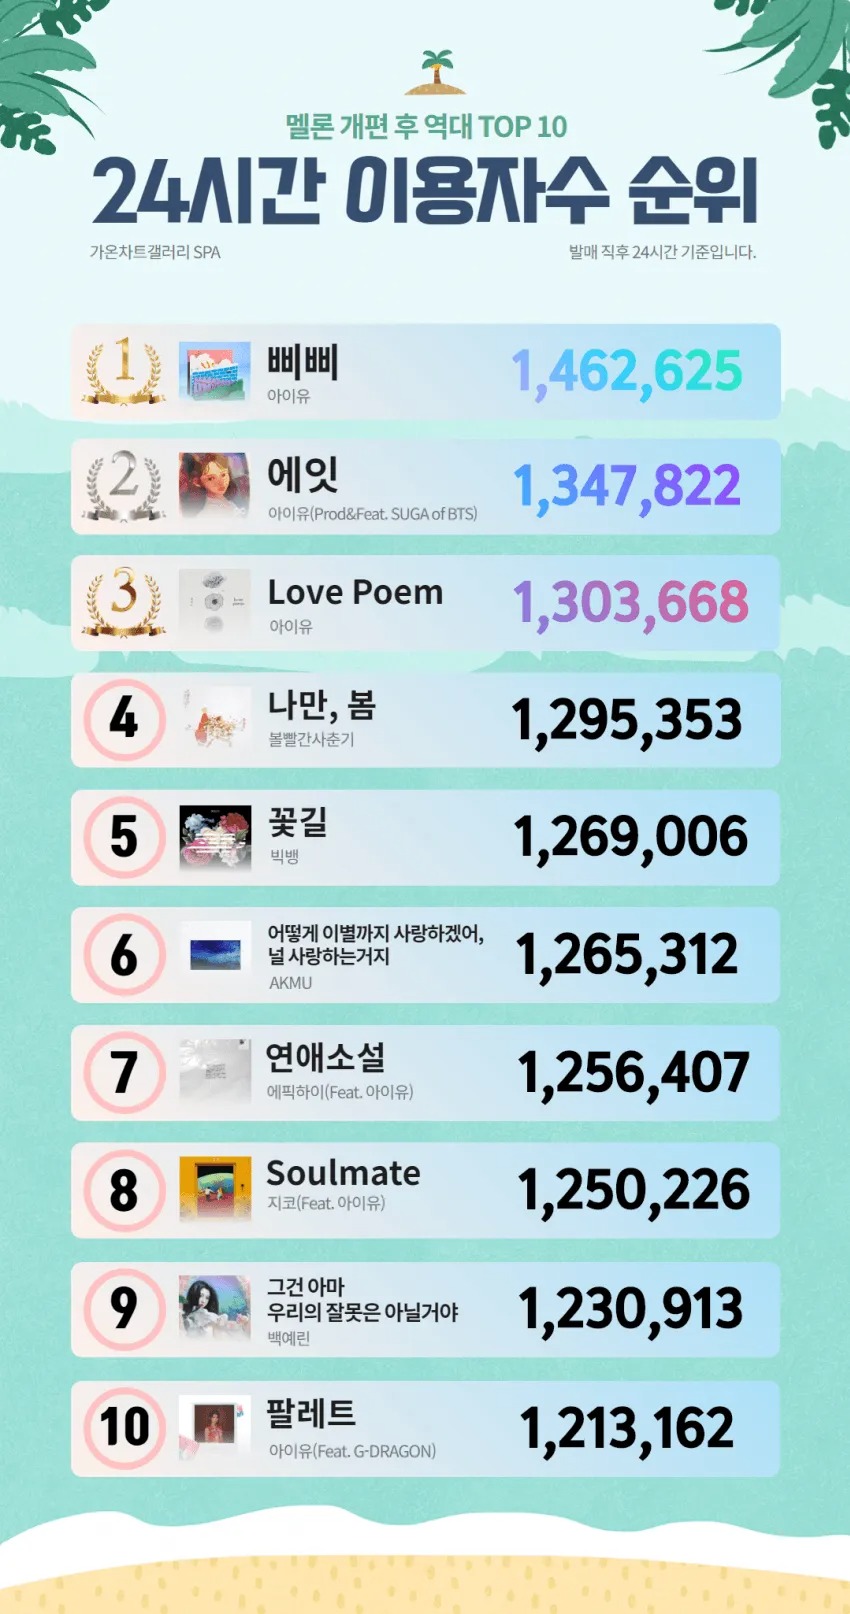 멜론 개편 후 역대 TOP 10
24시간 이용자수 순위
가온차트갤러리 SPA
발매 직후 24시간 기준입니다.
1
삐삐
아이유
1,462,625
2
에잇
아이유(Prod&Feat. SUGA of BTS)
1,347,822
3
Love Poem
아이유
1,303,668
4
나만, 봄
볼빨간사춘기
1,295,353
5
꽃길
빅뱅
1,269,006
6
어떻게 이별까지 사랑하겠어,
널 사랑하는거지
AKMU
1,265,312
7
연애소설
에픽하이(Feat. 아이유)
1,256,407
8
Soulmate
지코(Feat. 아이유)
1,250,226
9
그건 아마
우리의 잘못은 아닐거야
백예린
1,230,913
10
팔레트
아이유(Feat. G-DRAGON)
1,213,162